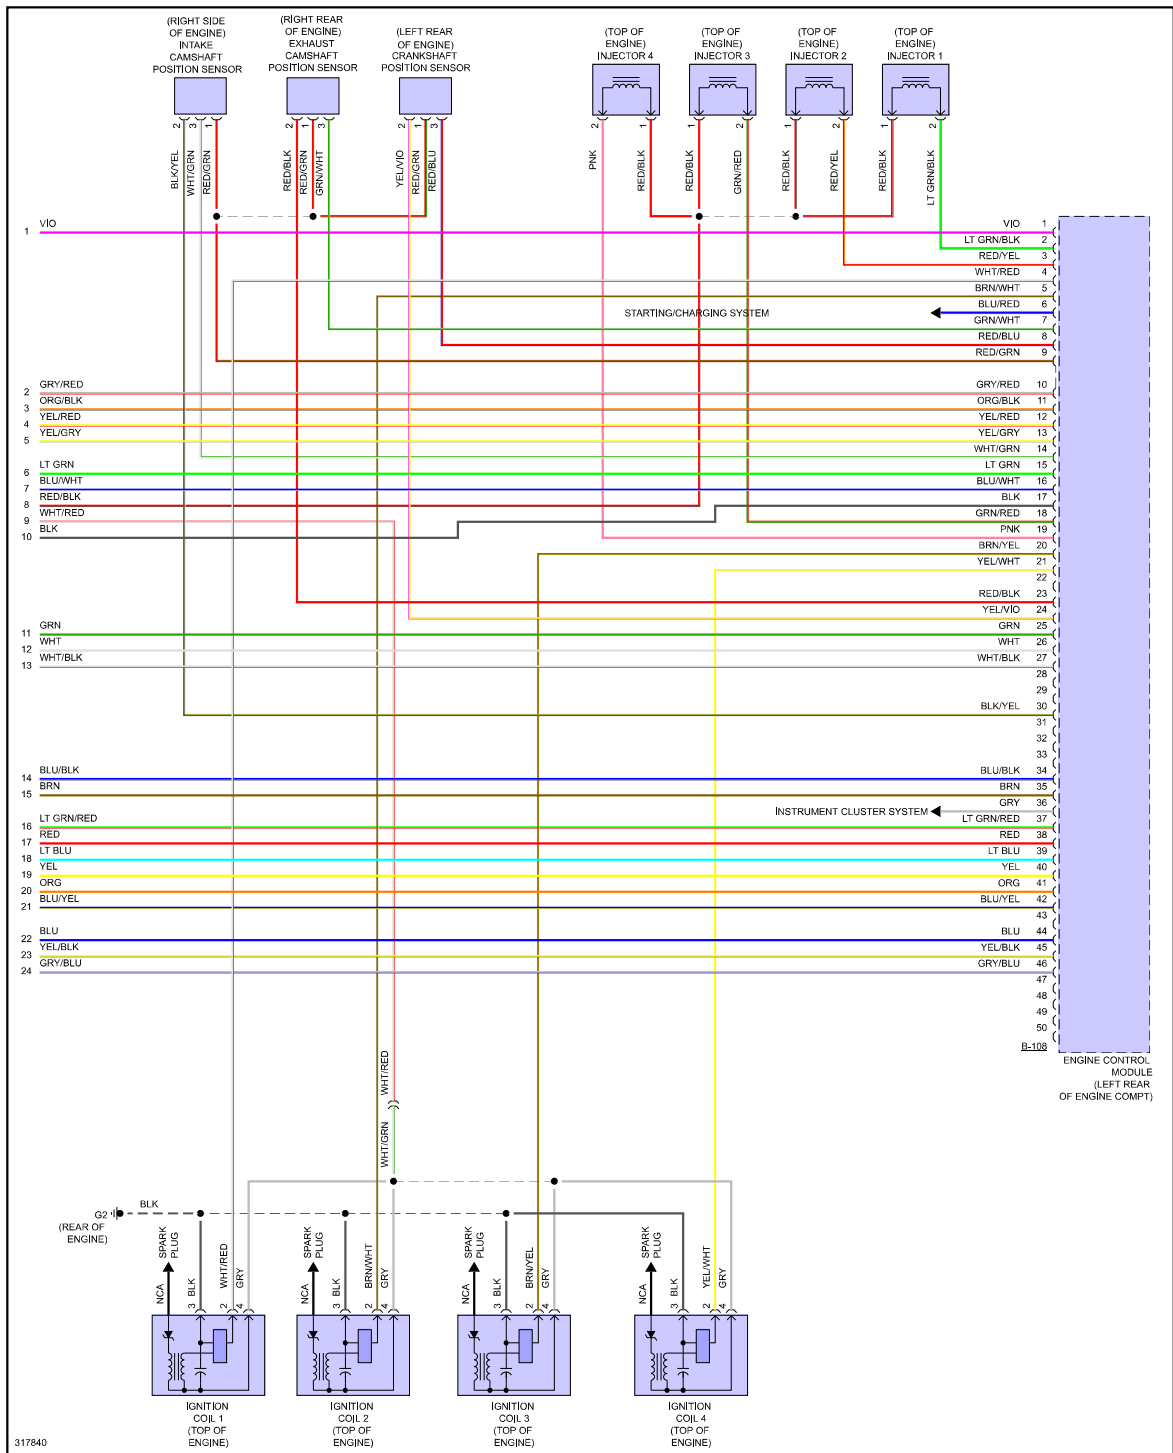 (RIGHT SIDE
OF ENGINE)
INTAKE
CAMSHAFT
POSITION SENSOR
(RIGHT REAR
OF ENGINE)
EXHAUST
CAMSHAFT
POSITION SENSOR
(LEFT REAR
OF ENGINE)
CRANKSHAFT
POSITION SENSOR
(TOP OF
ENGINE)
INJECTOR 4
(TOP OF
ENGINE)
INJECTOR 3
(TOP OF
ENGINE)
INJECTOR 2
(TOP OF
ENGINE)
INJECTOR 1
2 3 1
2 1 3
2 1 3
2 1
1 2
1 2
1 2
BLK/YEL
WHT/GRN
RED/GRN
RED/BLK
RED/GRN
GRN/WHT
YEL/VIO
RED/GRN
RED/BLU
PNK
RED/BLK
RED/BLK
GRN/RED
RED/BLK
RED/YEL
RED/BLK
LT GRN/BLK
1 VIO
2 GRY/RED
3 ORG/BLK
4 YEL/RED
5 YEL/GRY
6 LT GRN
7 BLU/WHT
8 RED/BLK
9 WHT/RED
10 BLK
11 GRN
12 WHT
13 WHT/BLK
14 BLU/BLK
15 BRN
16 LT GRN/RED
17 RED
18 LT BLU
19 YEL
20 ORG
21 BLU/YEL
22 BLU
23 YEL/BLK
24 GRY/BLU
STARTING/CHARGING SYSTEM
INSTRUMENT CLUSTER SYSTEM
VIO 1
LT GRN/BLK 2
RED/YEL 3
WHT/RED 4
BRN/WHT 5
BLU/RED 6
GRN/WHT 7
RED/BLU 8
RED/GRN 9
GRY/RED 10
ORG/BLK 11
YEL/RED 12
YEL/GRY 13
WHT/GRN 14
LT GRN 15
BLU/WHT 16
BLK 17
GRN/RED 18
PNK 19
BRN/YEL 20
YEL/WHT 21
22
RED/BLK 23
YEL/VIO 24
GRN 25
WHT 26
WHT/BLK 27
28
29
BLK/YEL 30
31
32
33
BLU/BLK 34
BRN 35
GRY 36
LT GRN/RED 37
RED 38
LT BLU 39
YEL 40
ORG 41
BLU/YEL 42
43
BLU 44
YEL/BLK 45
GRY/BLU 46
47
48
49
50
B-108
ENGINE CONTROL
MODULE
(LEFT REAR
OF ENGINE COMPT)
WHT/RED
WHT/GRN
G2
(REAR OF
ENGINE)
BLK
SPARK
PLUG
NCA
3 BLK
2 WHT/RED
4 GRY
SPARK
PLUG
NCA
3 BLK
2 BRN/WHT
4 GRY
SPARK
PLUG
NCA
3 BLK
2 BRN/YEL
4 GRY
SPARK
PLUG
NCA
3 BLK
2 YEL/WHT
4 GRY
IGNITION
COIL 1
(TOP OF
ENGINE)
IGNITION
COIL 2
(TOP OF
ENGINE)
IGNITION
COIL 3
(TOP OF
ENGINE)
IGNITION
COIL 4
(TOP OF
ENGINE)
317840